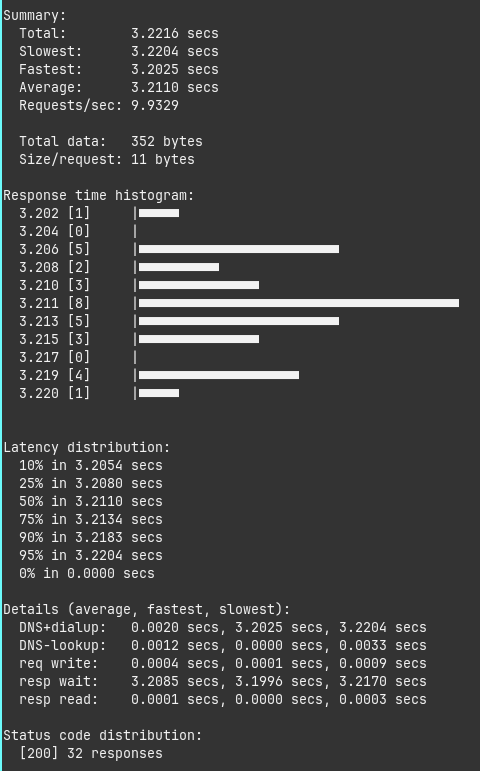 Summary:
  Total:        3.2216 secs
  Slowest:      3.2204 secs
  Fastest:      3.2025 secs
  Average:      3.2110 secs
  Requests/sec: 9.9329

  Total data:   352 bytes
  Size/request: 11 bytes

Response time histogram:
  3.202 [1]     |
  3.204 [0]     |
  3.206 [5]     |
  3.208 [2]     |
  3.210 [3]     |
  3.211 [8]     |
  3.213 [5]     |
  3.215 [3]     |
  3.217 [0]     |
  3.219 [4]     |
  3.220 [1]     |

Latency distribution:
  10% in 3.2054 secs
  25% in 3.2080 secs
  50% in 3.2110 secs
  75% in 3.2134 secs
  90% in 3.2183 secs
  95% in 3.2204 secs
  0% in 0.0000 secs

Details (average, fastest, slowest):
  DNS+dialup:   0.0020 secs, 3.2025 secs, 3.2204 secs
  DNS-lookup:   0.0012 secs, 0.0000 secs, 0.0033 secs
  req write:    0.0004 secs, 0.0001 secs, 0.0009 secs
  resp wait:    3.2085 secs, 3.1996 secs, 3.2170 secs
  resp read:    0.0001 secs, 0.0000 secs, 0.0003 secs

Status code distribution:
  [200] 32 responses